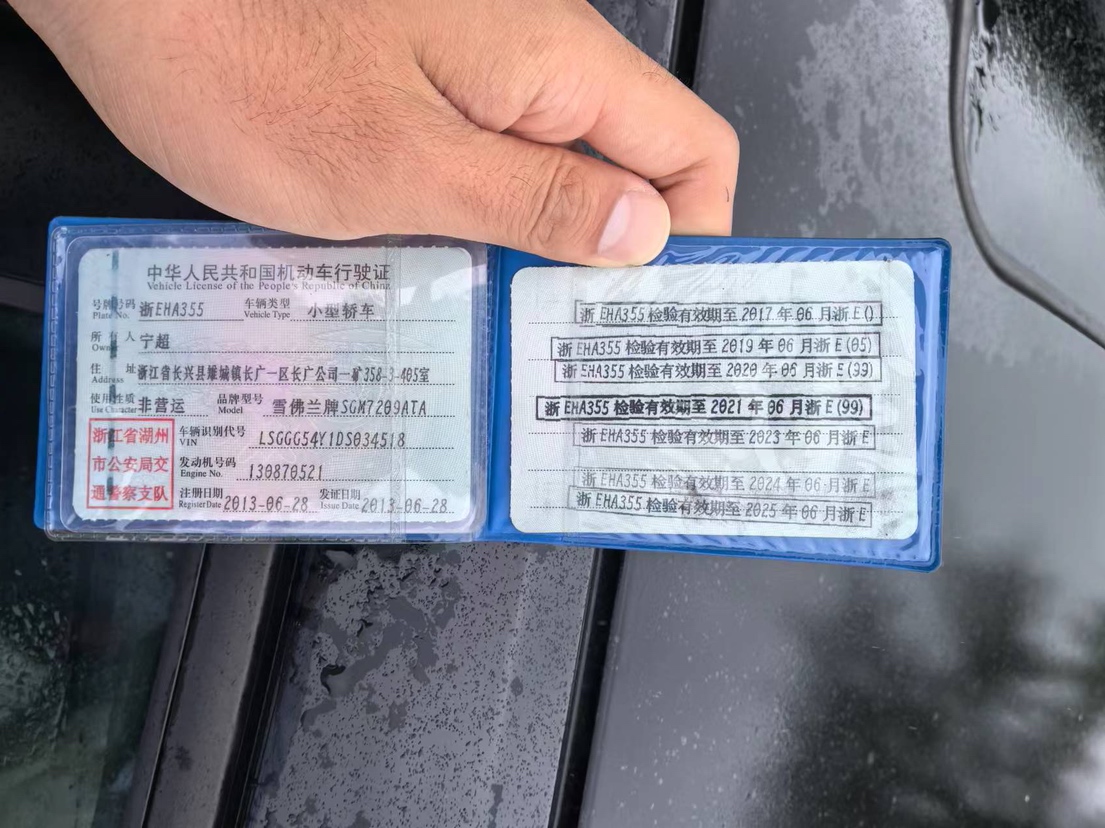 中华人民共和国机动车行驶证
Vehicle License of the People's Republic of China
号牌号码 浙EHA355 车辆类型 小型轿车
Plate No. Vehicle Type
所有人 宁超
Owner
住址 浙江省长兴县雉城镇长广一区长广公司一矿358-3-405室
Address
使用性质 非营运 品牌型号 雪佛兰牌SGM7209ATA
Use Character Model
浙江省湖州
市公安局交
通警察支队
车辆识别代号 LSGGG54Y1DS034518
VIN
发动机号码 130870521
Engine No.
注册日期 2013-06-28 发证日期 2013-06-28
Register Date Issue Date
浙EHA355检验有效期至2017年06月浙E()
浙EHA355检验有效期至2019年06月浙E(05)
浙EHA355检验有效期至2020年06月浙E(99)
浙EHA355检验有效期至2021年06月浙E(99)
浙EHA355检验有效期至2023年06月浙E
浙EHA355检验有效期至2024年06月浙E
浙EHA355检验有效期至2025年06月浙E